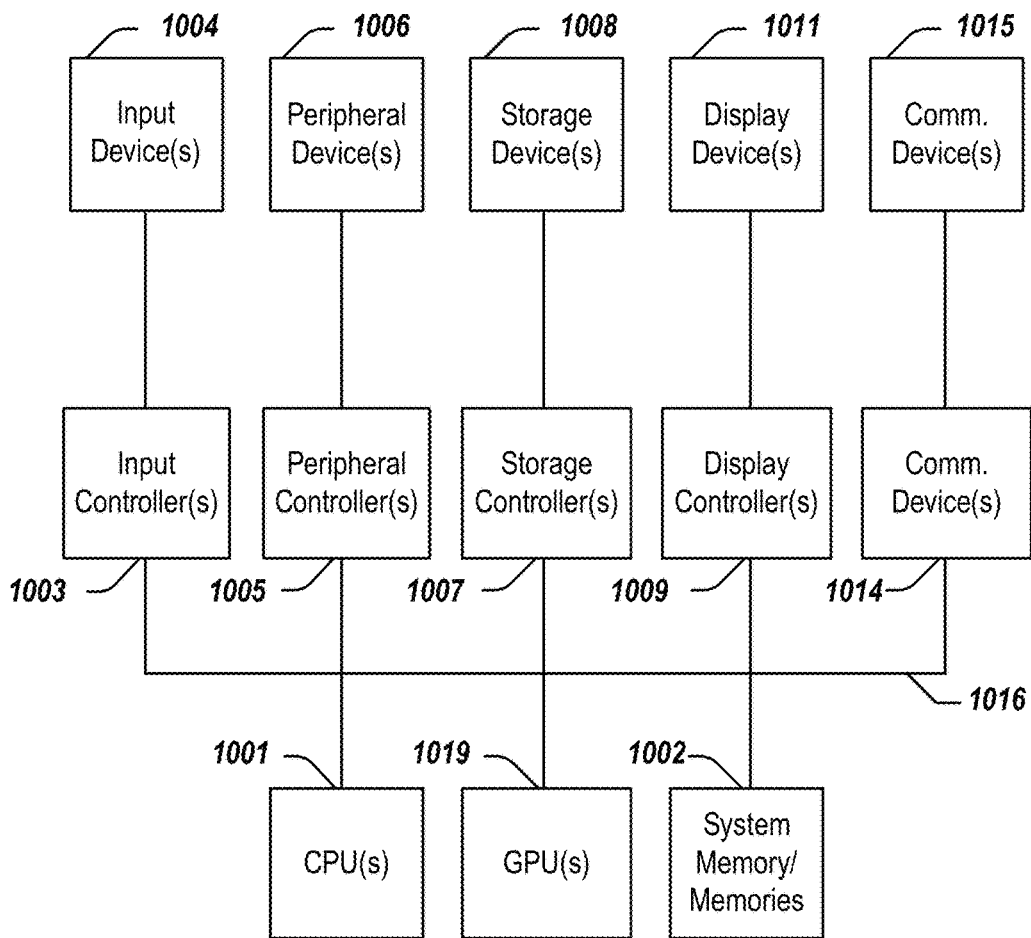 1004
1006
1008
1011
1015
Input
Device(s)
Peripheral
Device(s)
Storage
Device(s)
Display
Device(s)
Comm.
Device(s)
Input
Controller(s)
Peripheral
Controller(s)
Storage
Controller(s)
Display
Controller(s)
Comm.
Device(s)
1003
1005
1007
1009
1014
1016
1001
1019
1002
CPU(s)
GPU(s)
System
Memory/
Memories